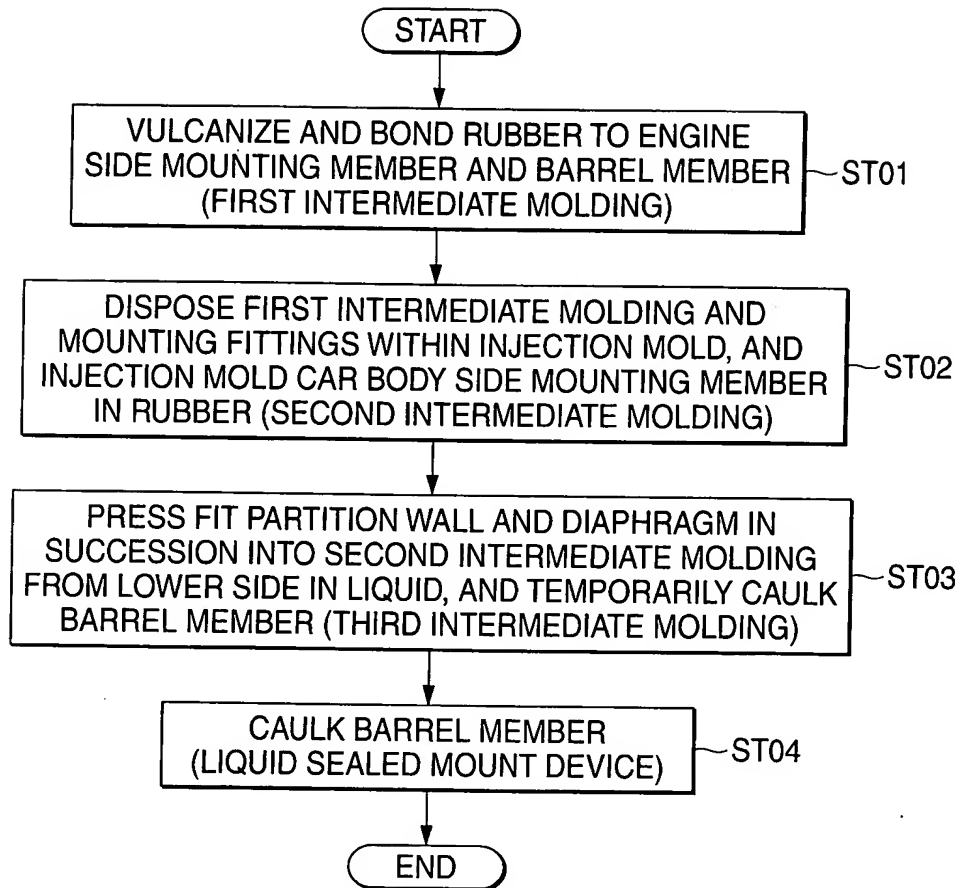 START
VULCANIZE AND BOND RUBBER TO ENGINE
SIDE MOUNTING MEMBER AND BARREL MEMBER
(FIRST INTERMEDIATE MOLDING)
ST01
DISPOSE FIRST INTERMEDIATE MOLDING AND
MOUNTING FITTINGS WITHIN INJECTION MOLD, AND
INJECTION MOLD CAR BODY SIDE MOUNTING MEMBER
IN RUBBER (SECOND INTERMEDIATE MOLDING)
ST02
PRESS FIT PARTITION WALL AND DIAPHRAGM IN
SUCCESSION INTO SECOND INTERMEDIATE MOLDING
FROM LOWER SIDE IN LIQUID, AND TEMPORARILY CAULK
BARREL MEMBER (THIRD INTERMEDIATE MOLDING)
ST03
CAULK BARREL MEMBER
(LIQUID SEALED MOUNT DEVICE)
ST04
END